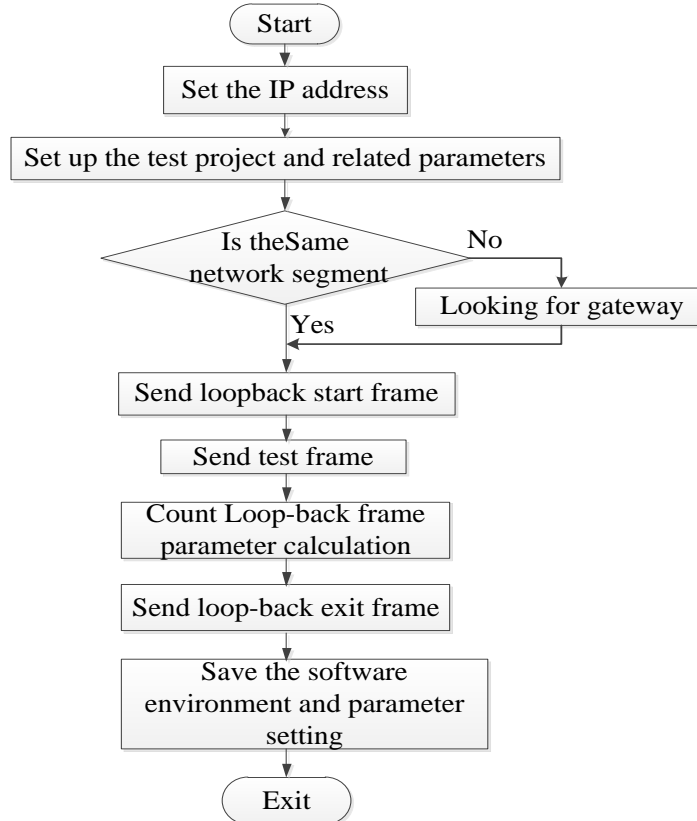 Start
Set the IP address
Set up the test project and related parameters
Is theSame
network segment
No
Looking for gateway
Yes
Send loopback start frame
Send test frame
Count Loop-back frame
parameter calculation
Send loop-back exit frame
Save the software
environment and parameter
setting
Exit